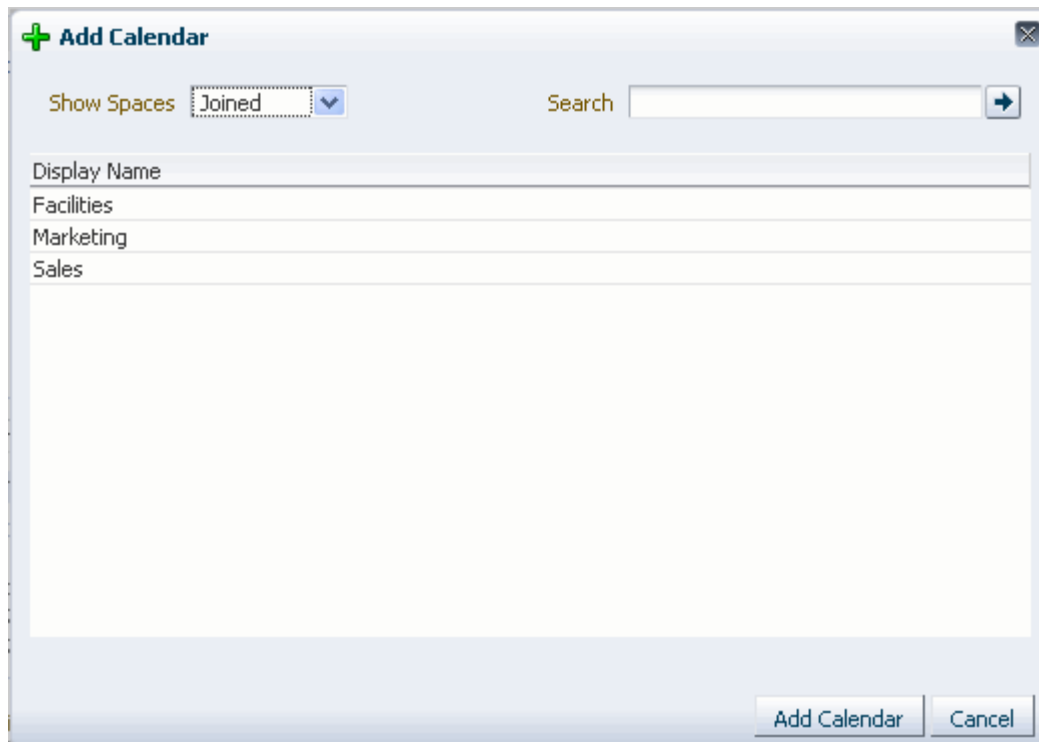 Add Calendar
Show Spaces Joined Search
Display Name
Facilities
Marketing
Sales
Add Calendar Cancel